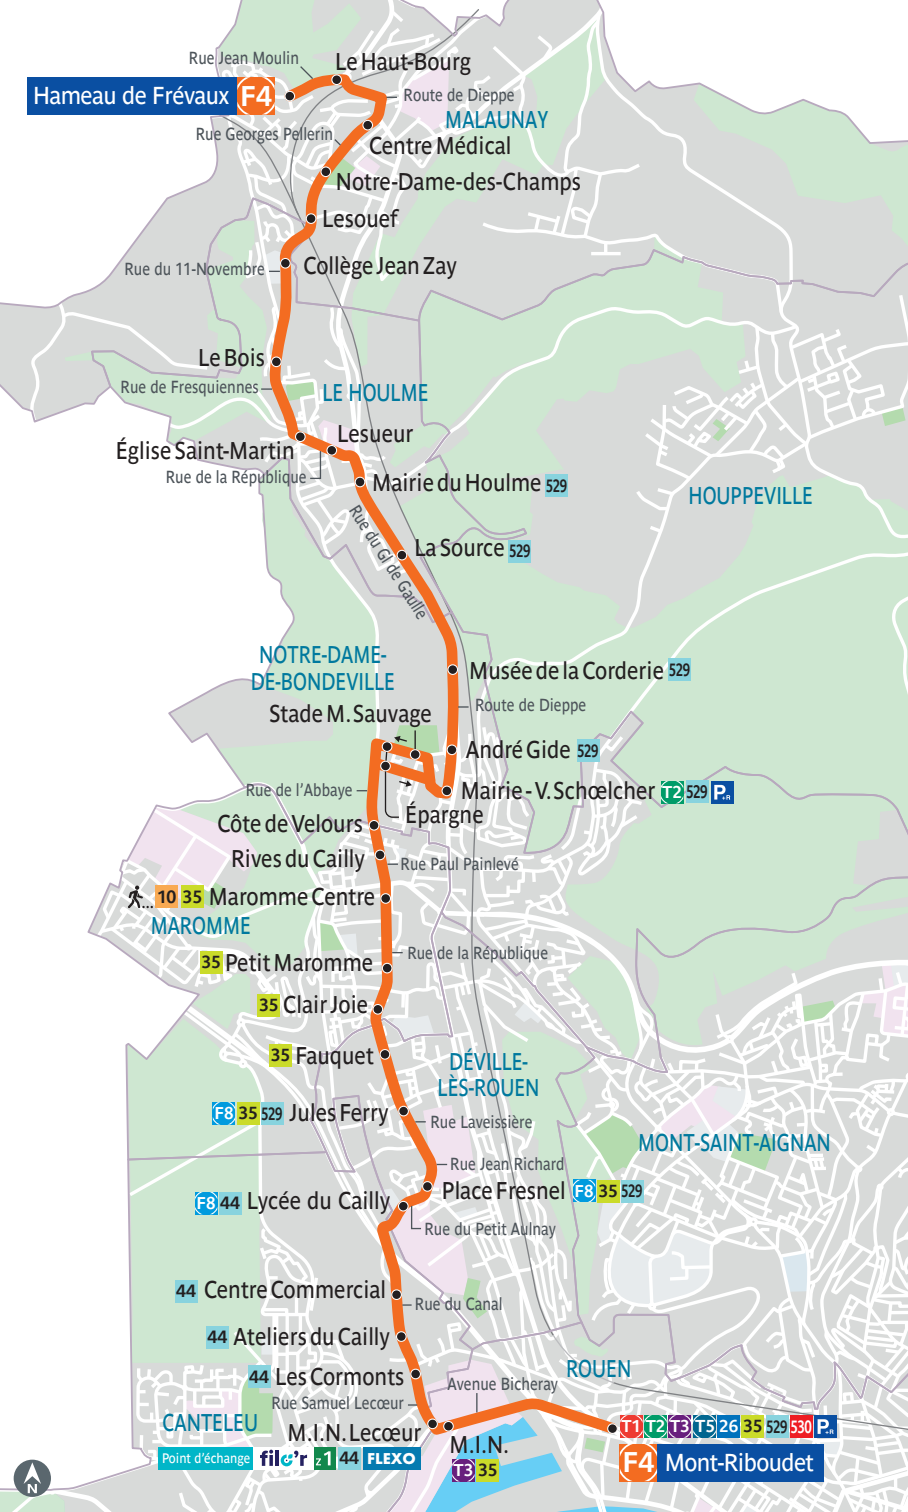 Rue Jean Moulin
Le Haut-Bourg
Hameau de Frévaux F4
Route de Dieppe
MALAUNAY
Rue Georges Pellerin
Centre Médical
Notre-Dame-des-Champs
Lesouef
Rue du 11-Novembre
Collège Jean Zay
Le Bois
Rue de Fresquiennes
LE HOULME
Lesueur
Église Saint-Martin
Rue de la République
Mairie du Houlme 529
HOUPPEVILLE
Rue du Gl de Gaulle
La Source 529
NOTRE-DAME-
DE-BONDEVILLE
Musée de la Corderie 529
Route de Dieppe
Stade M. Sauvage
André Gide 529
Rue de l'Abbaye
Mairie - V. Schœlcher T2 529 P+R
Épargne
Côte de Velours
Rives du Cailly
Rue Paul Painlevé
10 35 Maromme Centre
MAROMME
Rue de la République
35 Petit Maromme
35 Clair Joie
35 Fauquet
DÉVILLE-
LÈS-ROUEN
F8 35 529 Jules Ferry
Rue Laveissière
MONT-SAINT-AIGNAN
Rue Jean Richard
Place Fresnel F8 35 529
F8 44 Lycée du Cailly
Rue du Petit Aulnay
44 Centre Commercial
Rue du Canal
44 Ateliers du Cailly
ROUEN
44 Les Cormonts
Avenue Bicheray
Rue Samuel Lecœur
CANTELEU
M.I.N. Lecœur
T1 T2 T3 T5 26 35 529 530 P+R
M.I.N.
Point d'échange filo'r z1 44 FLEXO
T3 35
F4 Mont-Riboudet
N